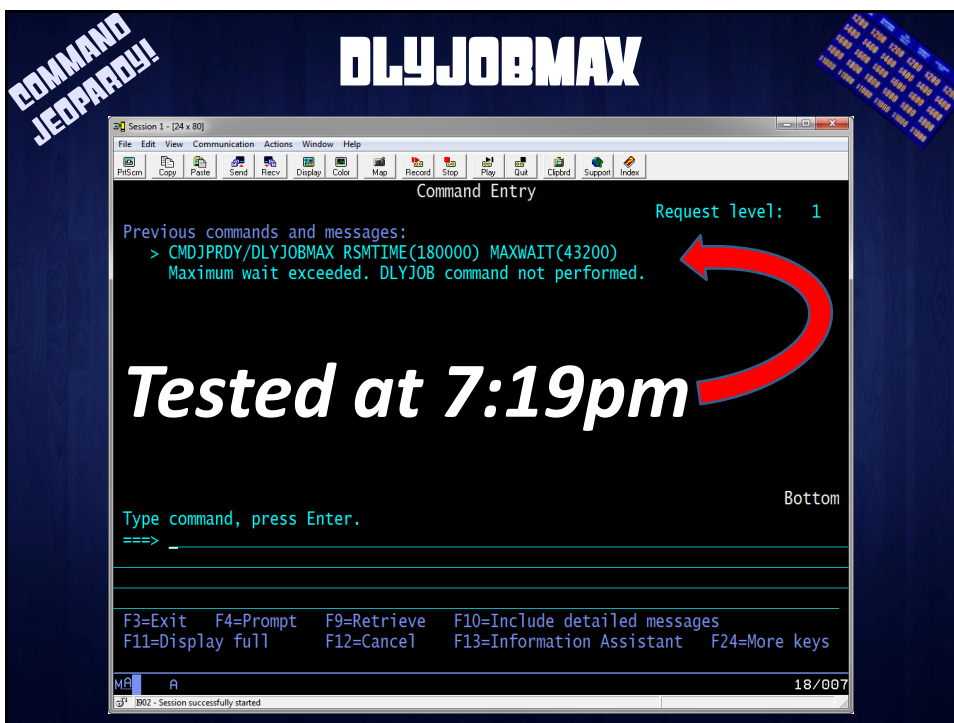 COMMAND
JEOPARDY!
DLYJOBMAX
Session 1 - [24 x 80]
File Edit View Communication Actions Window Help
PrtScrn Copy Paste Send Recv Display Color Map Record Stop Play Quit Clipbrd Support Index
Command Entry
Request level: 1
Previous commands and messages:
> CMDJPRDY/DLYJOBMAX RSMTIME(180000) MAXWAIT(43200)
Maximum wait exceeded. DLYJOB command not performed.
Tested at 7:19pm
Bottom
Type command, press Enter.
===> _
F3=Exit F4=Prompt F9=Retrieve F10=Include detailed messages
F11=Display full F12=Cancel F13=Information Assistant F24=More keys
MA A 18/007
I902 - Session successfully started